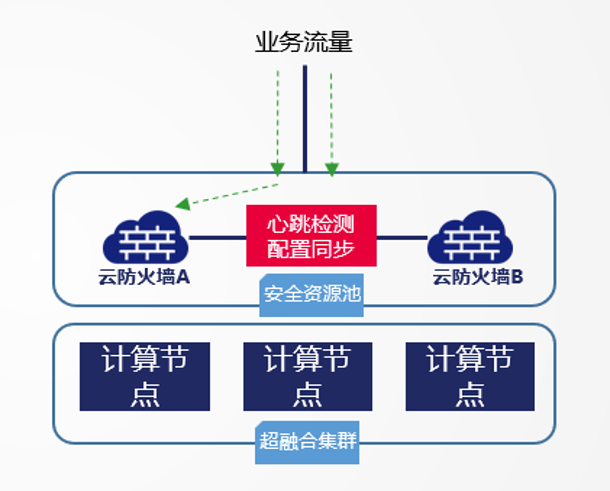 业务流量
心跳检测
配置同步
云防火墙A
云防火墙B
安全资源池
计算节
点
计算节
点
计算节
点
超融合集群